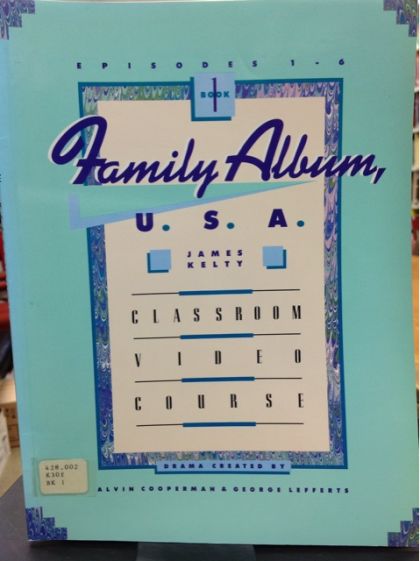 EPISODES 1-6
BOOK 1
Family Album,
U.S.A.
JAMES
KELTY
CLASSROOM
VIDEO
COURSE
DRAMA CREATED BY
ALVIN COOPERMAN & GEORGE LEFFERTS
428.002
BK 1